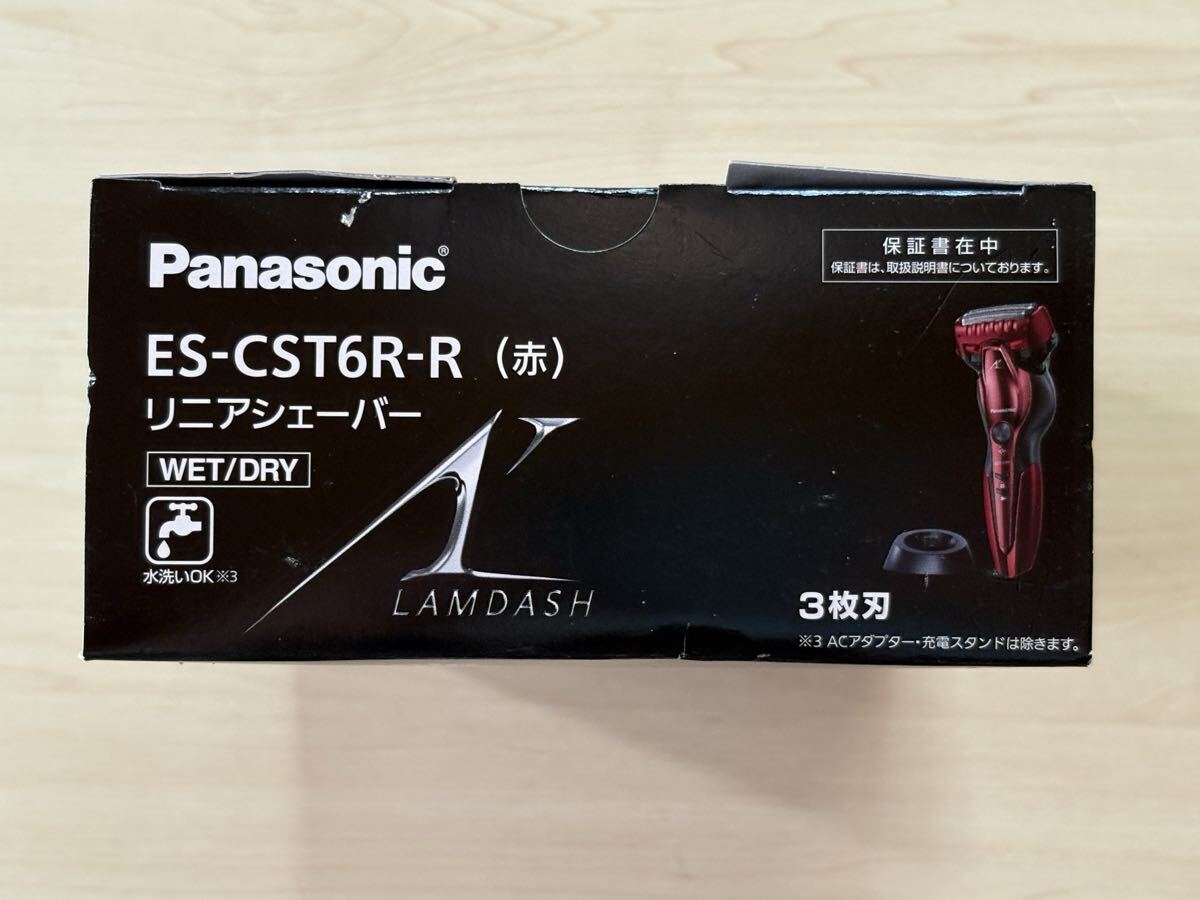 Panasonic®
保証書在中
保証書は、取扱説明書についております。
ES-CST6R-R (赤)
リニアシェーバー
WET/DRY
水洗いOK※3
LAMDASH
Panasonic
3枚刃
※3 ACアダプター・充電スタンドは除きます。